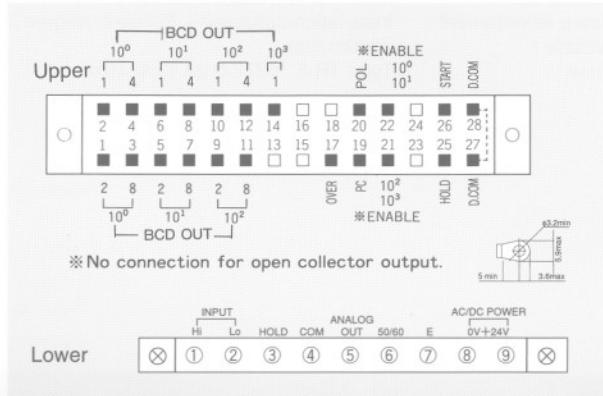 BCD OUT
10⁰ 10¹ 10² 10³ ※ENABLE
Upper 1 4 1 4 1 4 1 POL 10⁰ 10¹ START D.COM
2 4 6 8 10 12 14 16 18 20 22 24 26 28
1 3 5 7 9 11 13 15 17 19 21 23 25 27
2 8 2 8 2 8 OVER PC 10² 10³ HOLD D.COM
10⁰ 10¹ 10² ※ENABLE
BCD OUT
※No connection for open collector output.
ø3.2min
6.9max
5 min 3.6max
INPUT ANALOG AC/DC POWER
Hi Lo HOLD COM OUT 50/60 E 0V+24V
Lower ① ② ③ ④ ⑤ ⑥ ⑦ ⑧ ⑨